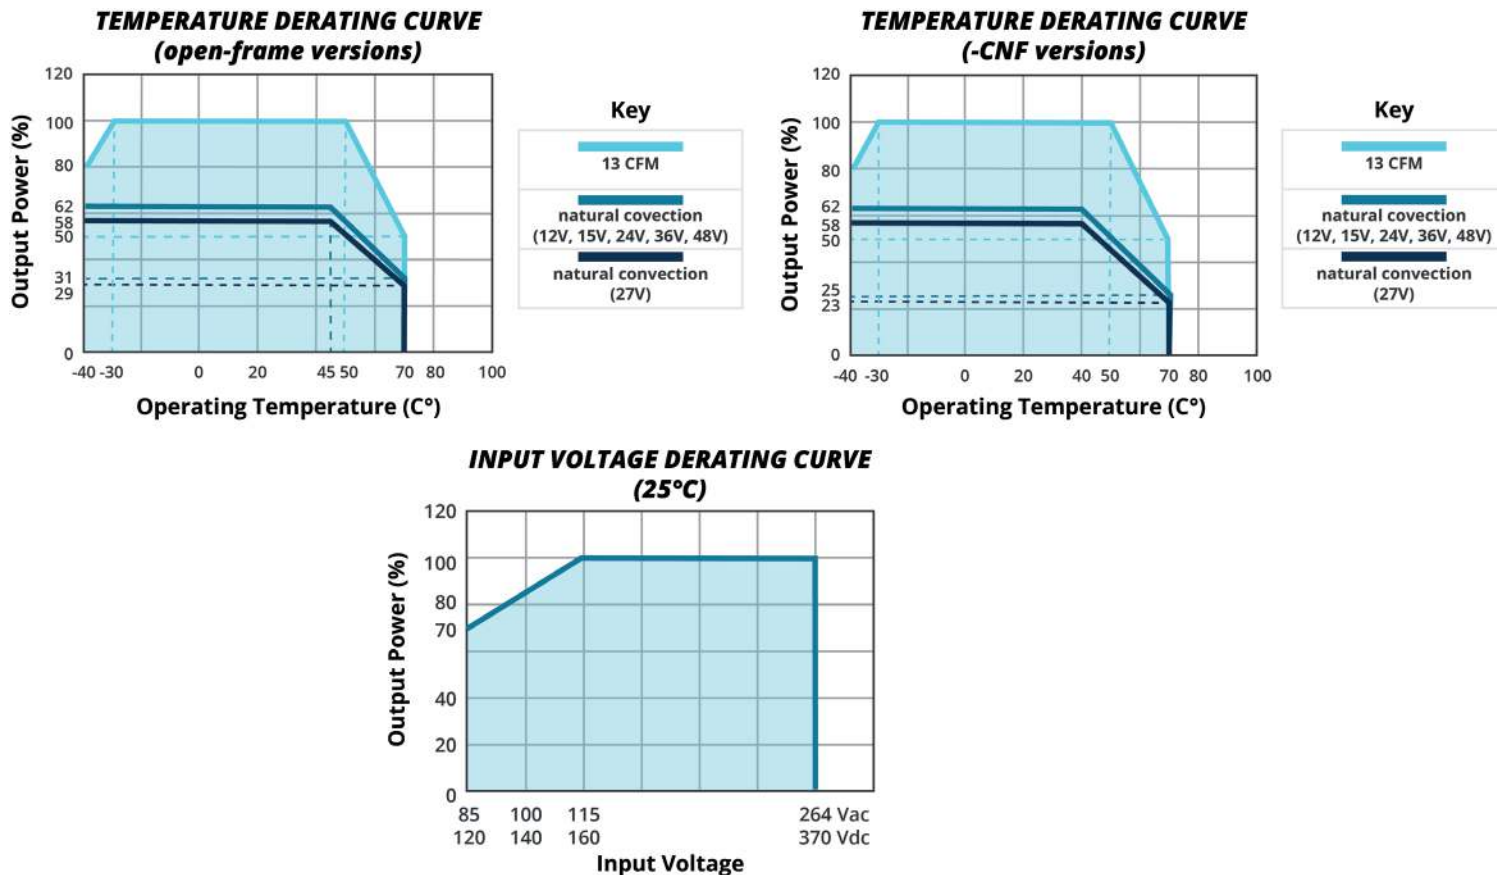 TEMPERATURE DERATING CURVE
(open-frame versions)
120
100
80
62
58
50
31
29
0
Output Power (%)
-40 -30 0 20 45 50 70 80 100
Operating Temperature (C°)
Key
13 CFM
natural covection
(12V, 15V, 24V, 36V, 48V)
natural convection
(27V)
TEMPERATURE DERATING CURVE
(-CNF versions)
120
100
80
62
58
50
25
23
0
Output Power (%)
-40 -30 0 20 40 50 70 80 100
Operating Temperature (C°)
Key
13 CFM
natural covection
(12V, 15V, 24V, 36V, 48V)
natural convection
(27V)
INPUT VOLTAGE DERATING CURVE
(25°C)
120
100
80
70
40
20
0
Output Power (%)
85 100 115 264 Vac
120 140 160 370 Vdc
Input Voltage